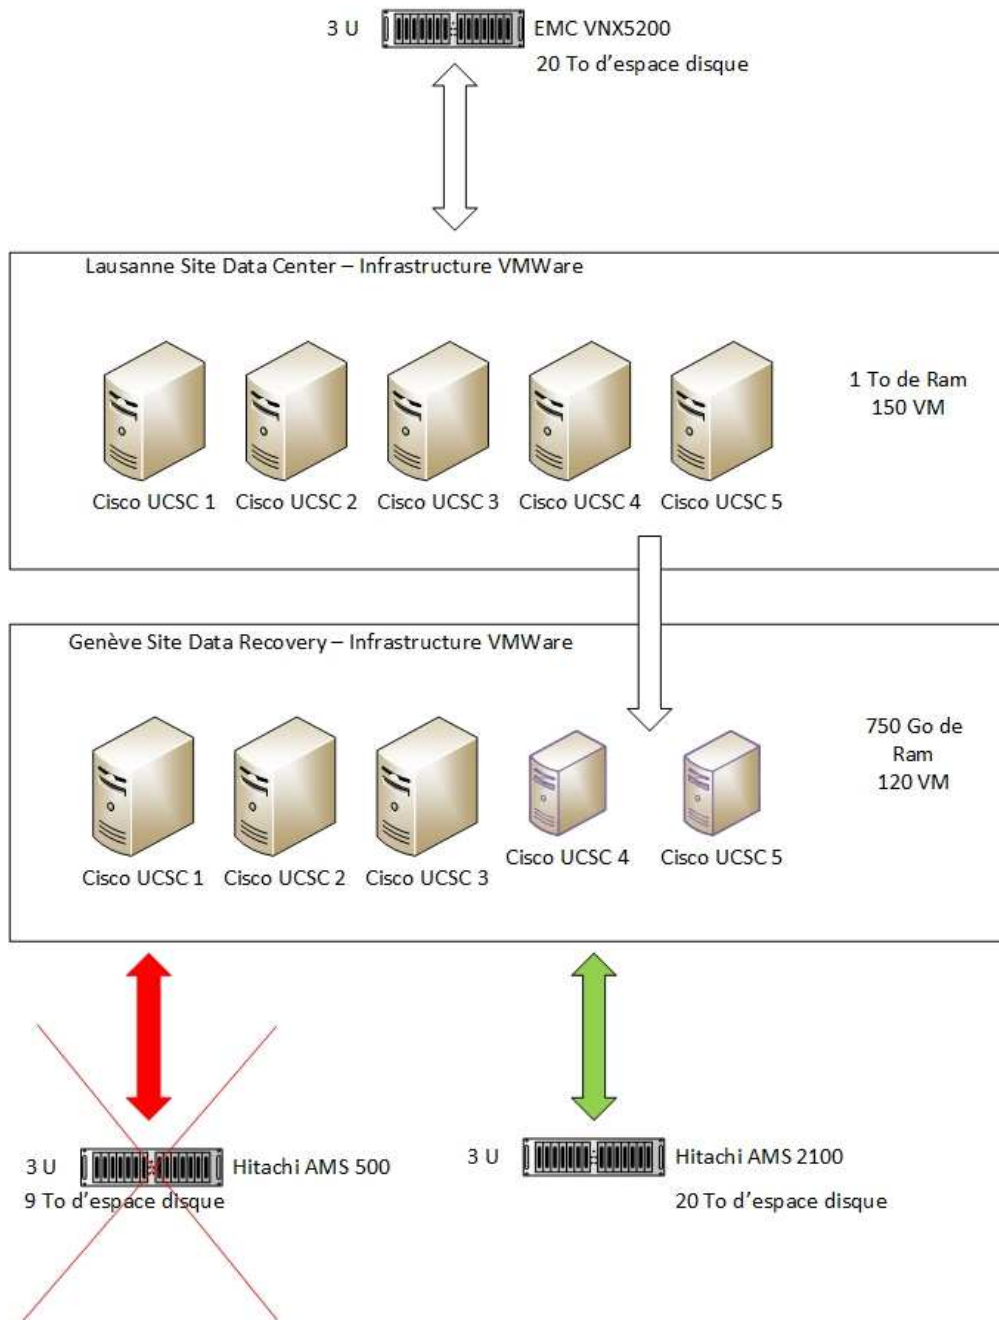 3 U
EMC VNX5200
20 To d’espace disque
Lausanne Site Data Center – Infrastructure VMWare
1 To de Ram
150 VM
Cisco UCSC 1
Cisco UCSC 2
Cisco UCSC 3
Cisco UCSC 4
Cisco UCSC 5
Genève Site Data Recovery – Infrastructure VMWare
750 Go de
Ram
120 VM
Cisco UCSC 1
Cisco UCSC 2
Cisco UCSC 3
Cisco UCSC 4
Cisco UCSC 5
3 U
Hitachi AMS 500
9 To d’espace disque
3 U
Hitachi AMS 2100
20 To d’espace disque